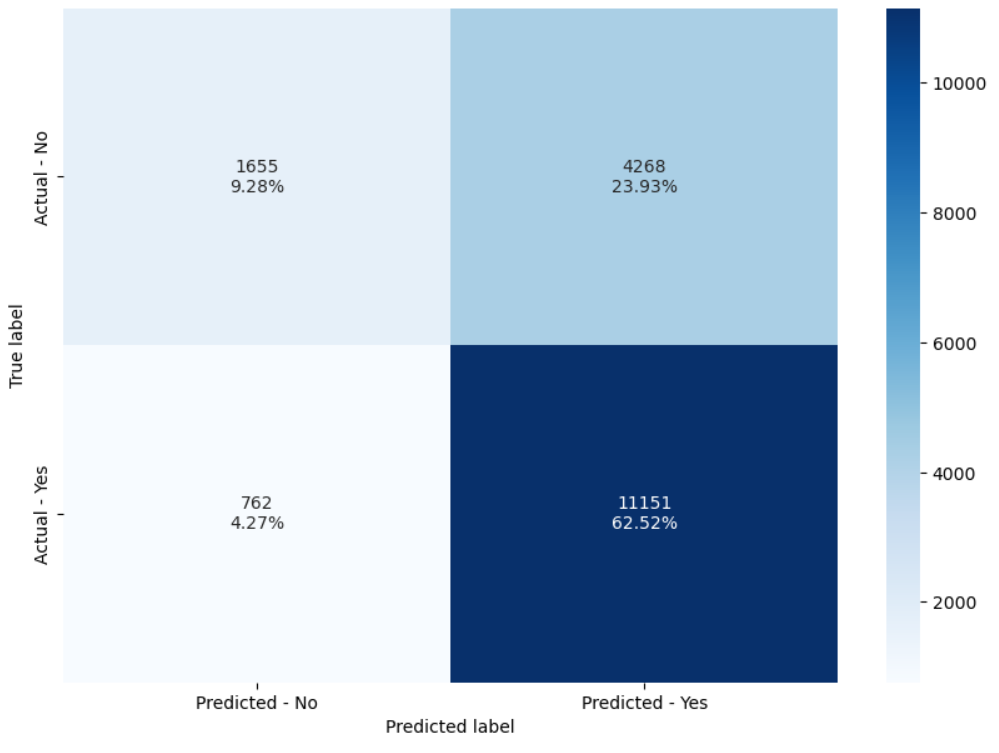 Actual - No
1655
9.28%
4268
23.93%
10000
8000
True label
6000
4000
Actual - Yes
762
4.27%
11151
62.52%
2000
Predicted - No
Predicted - Yes
Predicted label